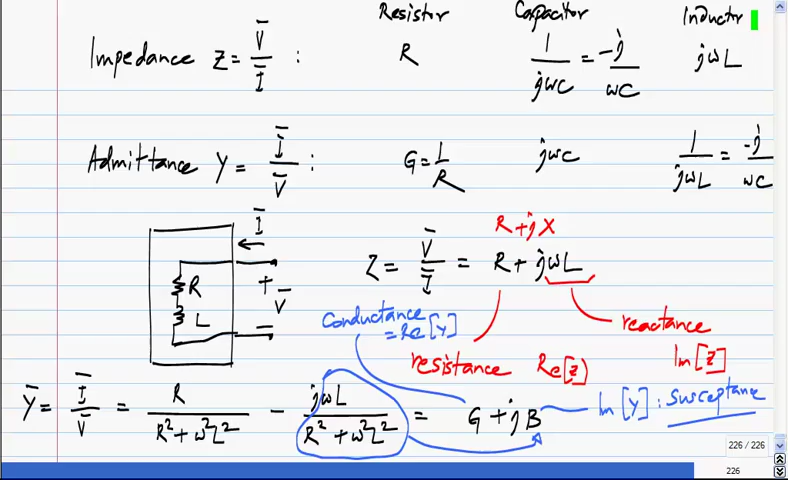 Resistor Capacitor Inductr
Impedance Z = V̅/I̅ : R 1/jωC = -j/ωC jωL
Admittance Y = I̅/V̅ : G = 1/R jωC 1/jωL = -j/ωC
I̅
R + jX
Z = V̅/I̅ = R + jωL
R
L
+
V̅
−
Conductance
= Re[Y]
reactance
Im[Z]
resistance Re[Z]
Y̅ = I̅/V̅ = R/R²+ω²L² - jωL/R²+ω²L² = G + jB Im[Y] : Susceptance
226 / 226
226